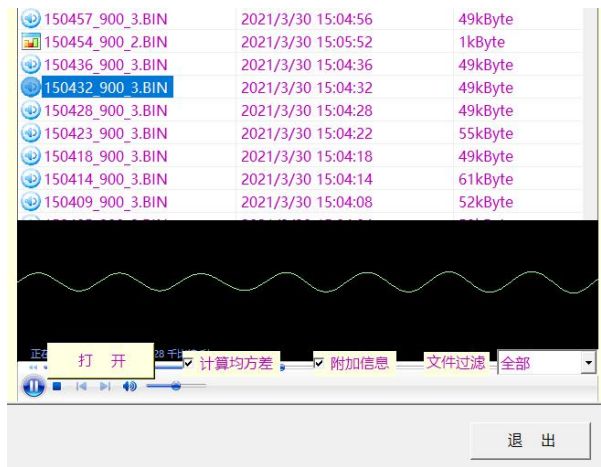 150457_900_3.BIN 2021/3/30 15:04:56 49kByte
150454_900_2.BIN 2021/3/30 15:05:52 1kByte
150436_900_3.BIN 2021/3/30 15:04:36 49kByte
150432_900_3.BIN 2021/3/30 15:04:32 49kByte
150428_900_3.BIN 2021/3/30 15:04:28 49kByte
150423_900_3.BIN 2021/3/30 15:04:22 55kByte
150418_900_3.BIN 2021/3/30 15:04:18 49kByte
150414_900_3.BIN 2021/3/30 15:04:14 61kByte
150409_900_3.BIN 2021/3/30 15:04:08 52kByte
打 开 28 千 计算均方差 附加信息 文件过滤 全部
退 出